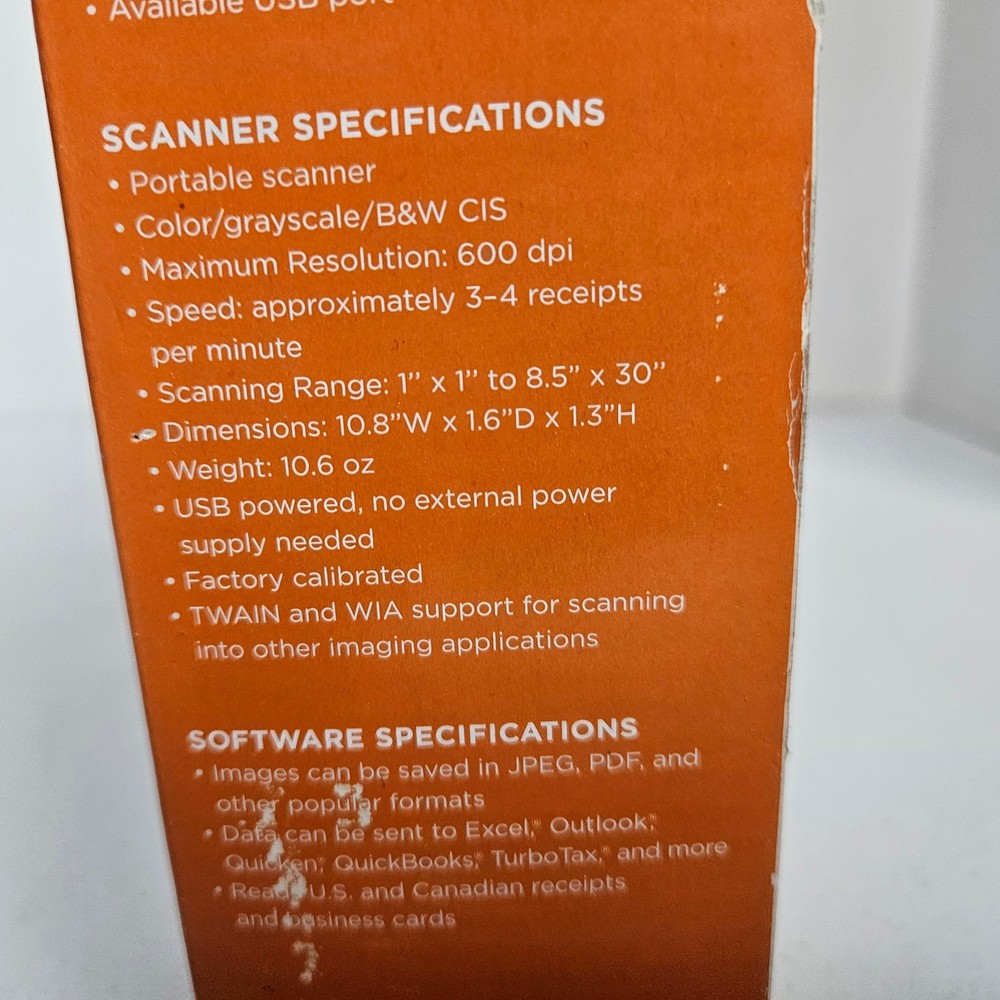 • Available USB port
SCANNER SPECIFICATIONS
• Portable scanner
• Color/grayscale/B&W CIS
• Maximum Resolution: 600 dpi
• Speed: approximately 3–4 receipts
per minute
• Scanning Range: 1” x 1” to 8.5” x 30”
• Dimensions: 10.8”W x 1.6”D x 1.3”H
• Weight: 10.6 oz
• USB powered, no external power
supply needed
• Factory calibrated
• TWAIN and WIA support for scanning
into other imaging applications
SOFTWARE SPECIFICATIONS
• Images can be saved in JPEG, PDF, and
other popular formats
• Data can be sent to Excel,® Outlook,®
Quicken,® QuickBooks,® TurboTax,® and more
• Reads U.S. and Canadian receipts
and business cards